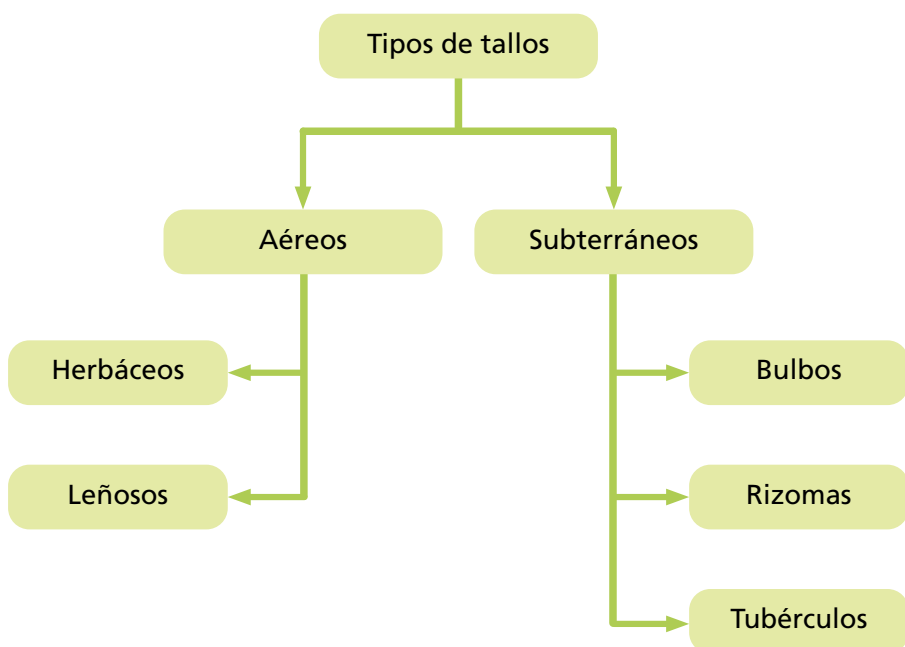 Tipos de tallos
Aéreos
Subterráneos
Herbáceos
Bulbos
Leñosos
Rizomas
Tubérculos